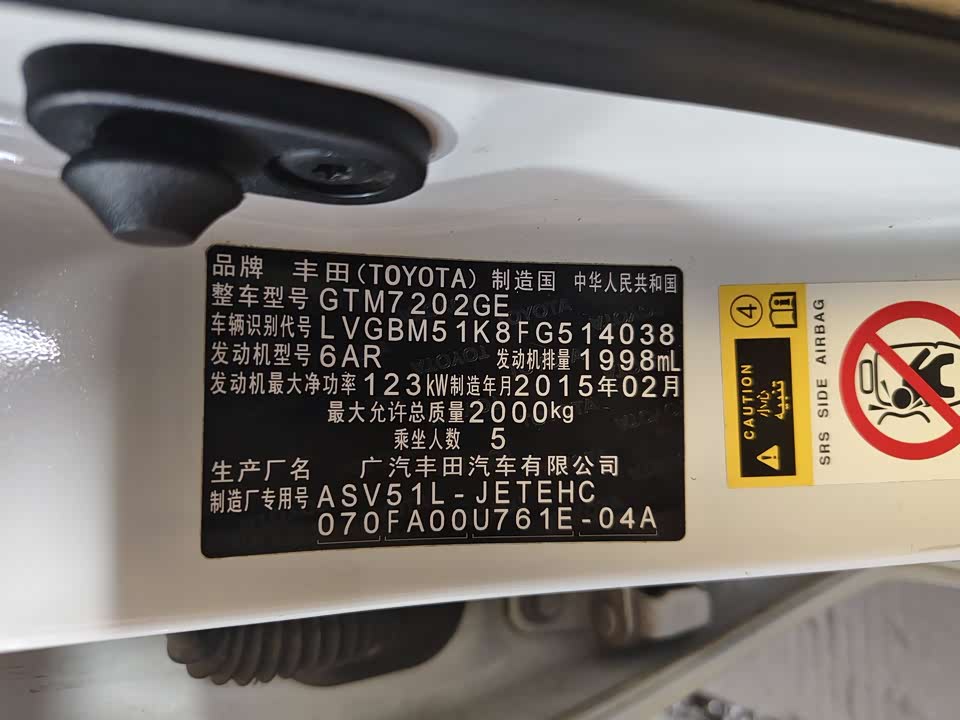 品牌 丰田(TOYOTA) 制造国 中华人民共和国
整车型号 GTM7202GE
车辆识别代号 LVGBM51K8FG514038
发动机型号 6AR 发动机排量 1998mL
发动机最大净功率 123kW 制造年月 2015年02月
最大允许总质量 2000kg
乘坐人数 5
生产厂名 广汽丰田汽车有限公司
制造厂专用号 ASV51L-JETEHC
070FA00U761E-04A
4
CAUTION
小心
تنبيه
SRS SIDE AIRBAG